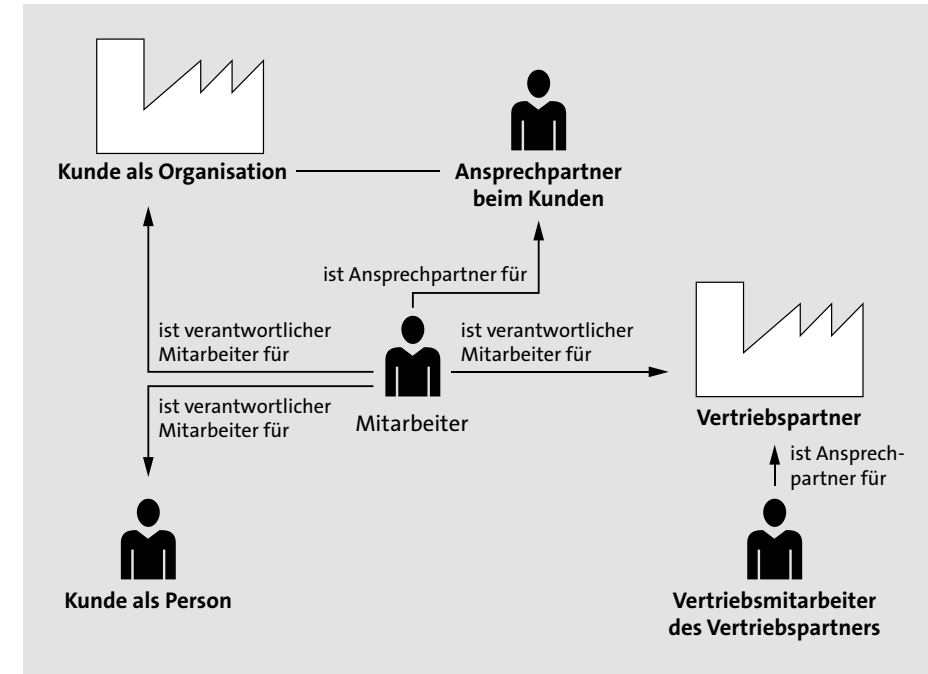 Kunde als Organisation
Ansprechpartner
beim Kunden
ist Ansprechpartner für
ist verantwortlicher
Mitarbeiter für
ist verantwortlicher
Mitarbeiter für
ist verantwortlicher
Mitarbeiter für
Mitarbeiter
Vertriebspartner
ist Ansprech-
partner für
Kunde als Person
Vertriebsmitarbeiter
des Vertriebspartners